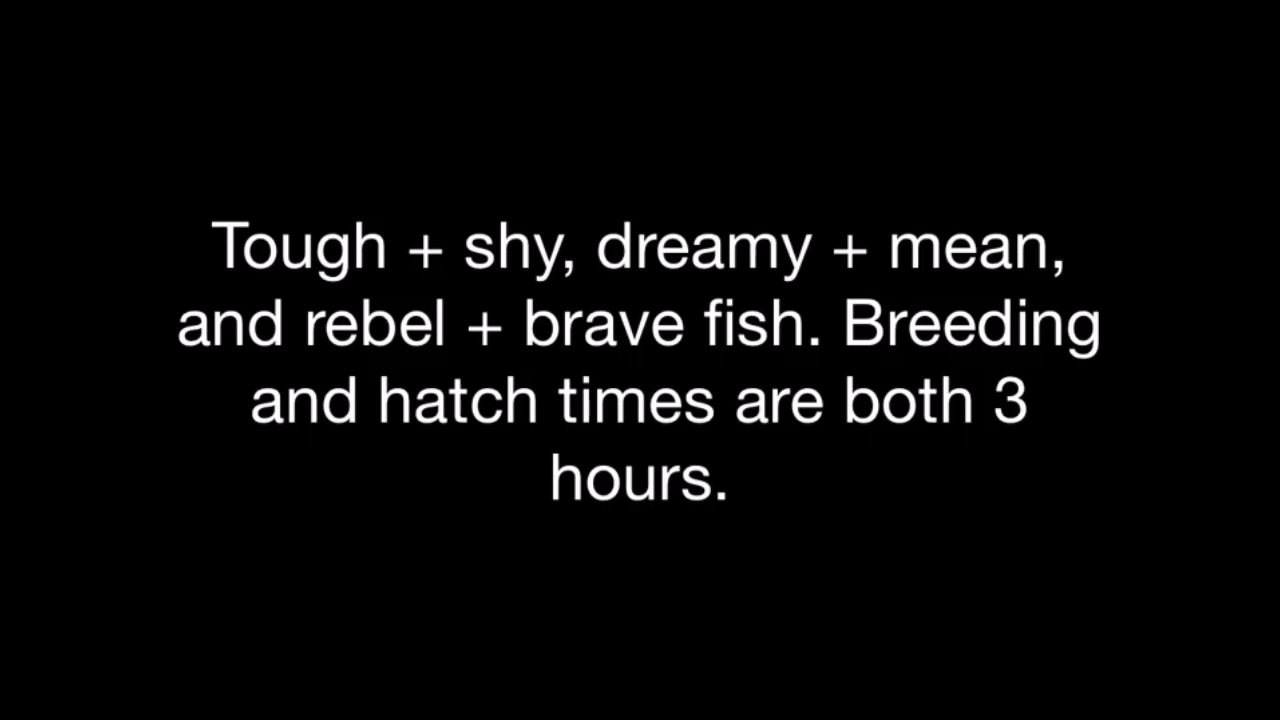 Tough + shy, dreamy + mean,
and rebel + brave fish. Breeding
and hatch times are both 3
hours.